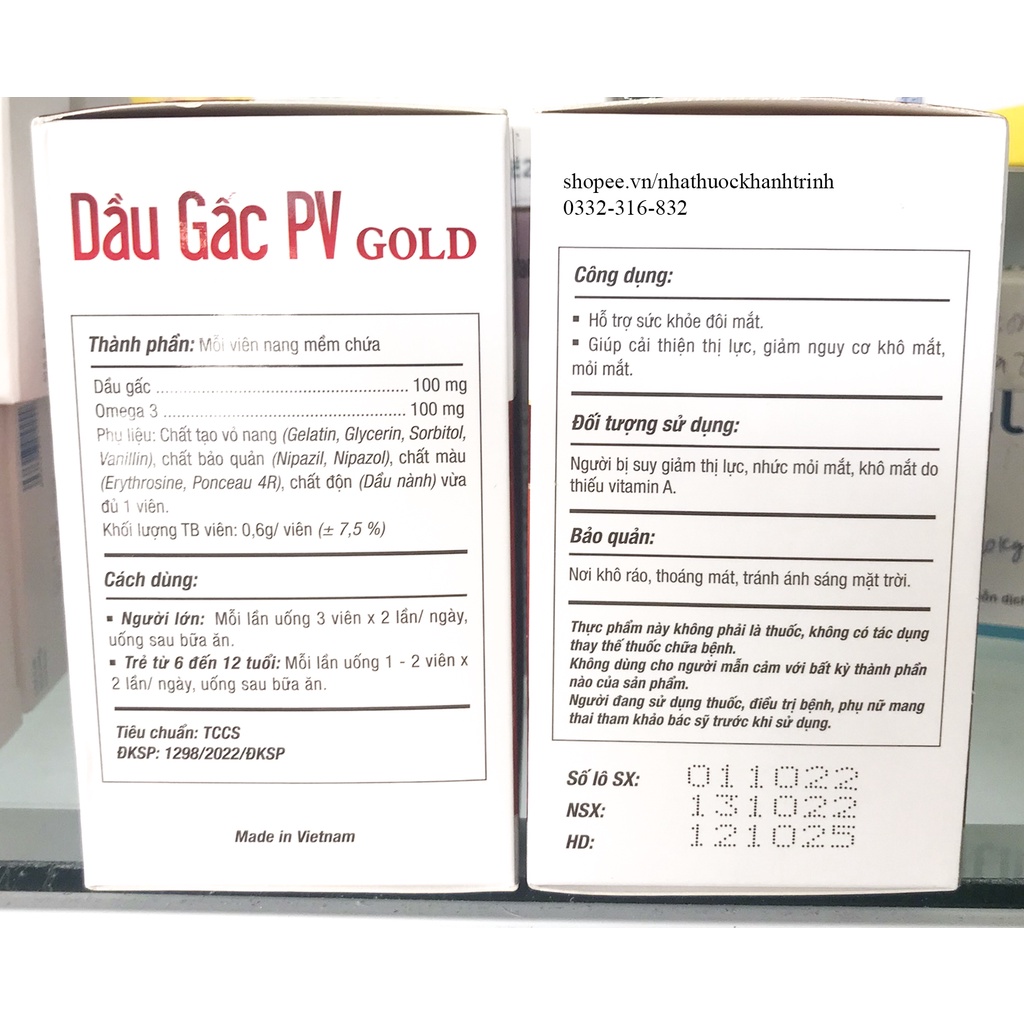 Dầu Gấc PV GOLD
Thành phần: Mỗi viên nang mềm chứa
Dầu gấc ................................................ 100 mg
Omega 3 .............................................. 100 mg
Phụ liệu: Chất tạo vỏ nang (Gelatin, Glycerin, Sorbitol,
Vanillin), chất bảo quản (Nipazil, Nipazol), chất màu
(Erythrosine, Ponceau 4R), chất độn (Dầu nành) vừa
đủ 1 viên.
Khối lượng TB viên: 0,6g/ viên (± 7,5 %)
Cách dùng:
▪ Người lớn: Mỗi lần uống 3 viên x 2 lần/ ngày,
uống sau bữa ăn.
▪ Trẻ từ 6 đến 12 tuổi: Mỗi lần uống 1 - 2 viên x
2 lần/ ngày, uống sau bữa ăn.
Tiêu chuẩn: TCCS
ĐKSP: 1298/2022/ĐKSP
Made in Vietnam
shopee.vn/nhathuockhanhtrinh
0332-316-832
Công dụng:
▪ Hỗ trợ sức khỏe đôi mắt.
▪ Giúp cải thiện thị lực, giảm nguy cơ khô mắt,
mỏi mắt.
Đối tượng sử dụng:
Người bị suy giảm thị lực, nhức mỏi mắt, khô mắt do
thiếu vitamin A.
Bảo quản:
Nơi khô ráo, thoáng mát, tránh ánh sáng mặt trời.
Thực phẩm này không phải là thuốc, không có tác dụng
thay thế thuốc chữa bệnh.
Không dùng cho người mẫn cảm với bất kỳ thành phần
nào của sản phẩm.
Người đang sử dụng thuốc, điều trị bệnh, phụ nữ mang
thai tham khảo bác sỹ trước khi sử dụng.
Số lô SX: 011022
NSX: 131022
HD: 121025